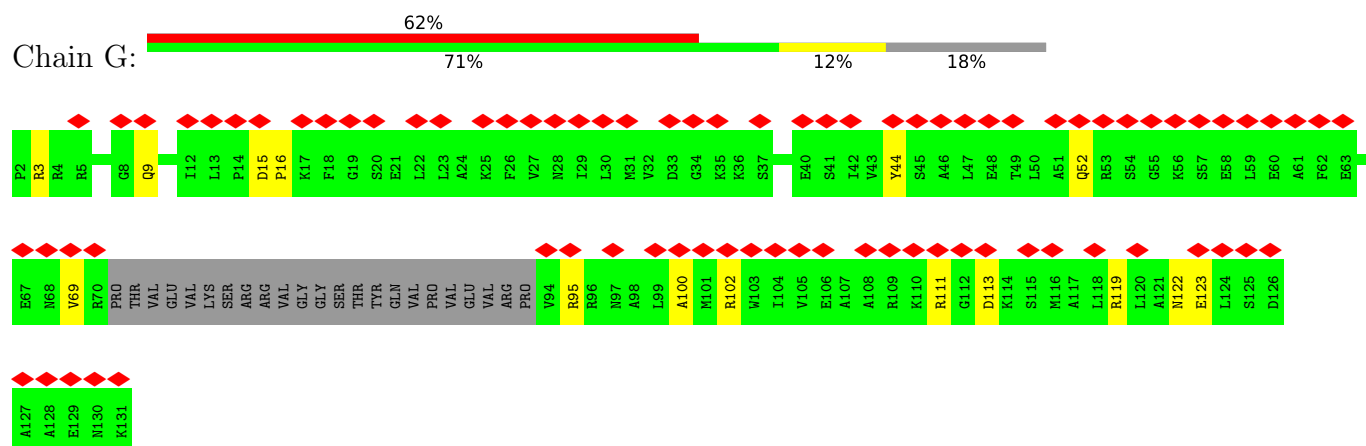 62%
Chain G:
71% 12% 18%
P2 R3 R4 R5 G8 Q9 I12 L13 P14 D15 P16 K17 F18 G19 S20 E21 L22 L23 A24 K25 F26 V27 N28 I29 L30 M31 V32 D33 G34 K35 K36 S37 E40 S41 I42 V43 Y44 S45 A46 L47 E48 T49 L50 A51 Q52 R53 S54 G55 K56 S57 E58 L59 E60 A61 F62 E63
E67 N68 V69 R70 PRO THR VAL GLU VAL LYS SER ARG ARG VAL GLY GLY SER THR TYR GLN VAL PRO VAL GLU VAL ARG PRO V94 R95 R96 N97 A98 L99 A100 M101 R102 W103 I104 V105 E106 A107 A108 R109 K110 R111 G112 D113 K114 S115 M116 A117 L118 R119 L120 A121 N122 E123 L124 S125 D126
A127 A128 E129 N130 K131